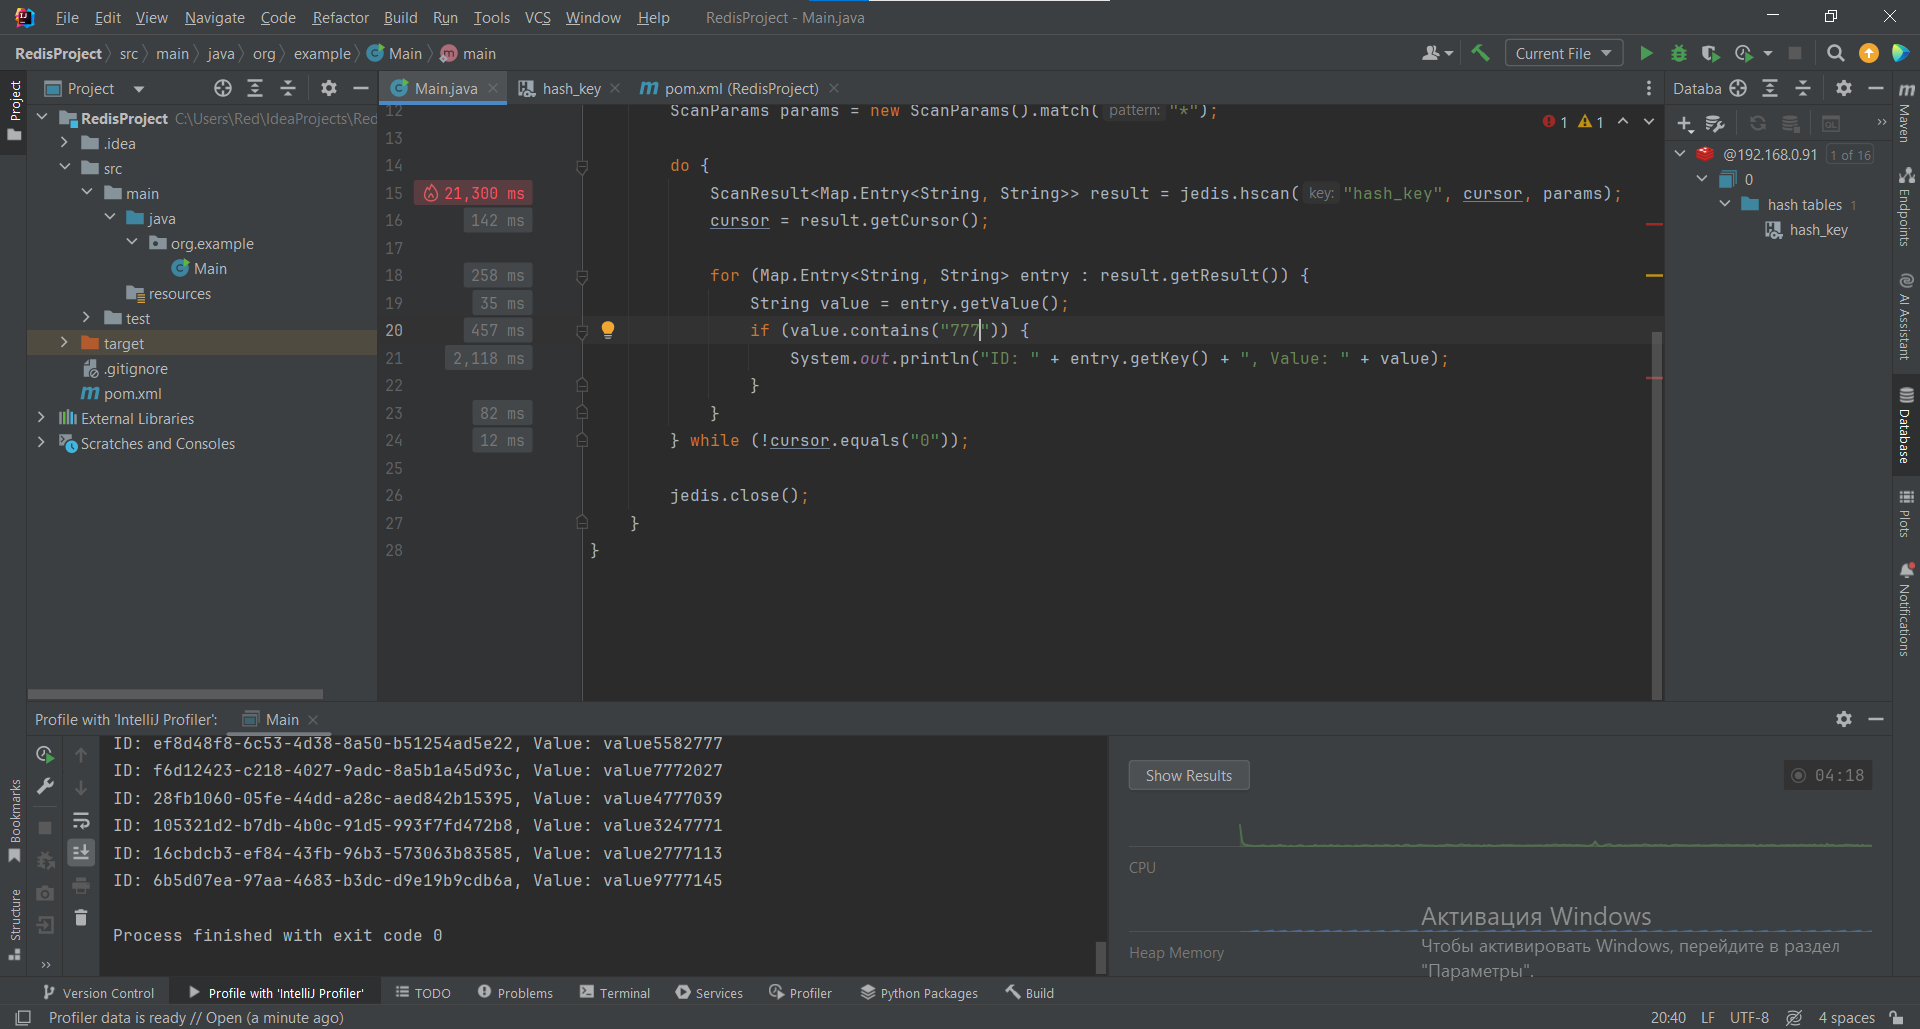 File Edit View Navigate Code Refactor Build Run Tools VCS Window Help RedisProject - Main.java
RedisProject src main java org example Main main
Current File
Project
Main.java hash_key pom.xml (RedisProject)
Databa
RedisProject C:\Users\Red\IdeaProjects\Red
.idea
src
main
java
org.example
Main
resources
test
target
.gitignore
pom.xml
External Libraries
Scratches and Consoles
12 ScanParams params = new ScanParams().match( pattern: "*");
13
14 do {
15 21,300 ms ScanResult<Map.Entry<String, String>> result = jedis.hscan( key: "hash_key", cursor, params);
16 142 ms cursor = result.getCursor();
17
18 258 ms for (Map.Entry<String, String> entry : result.getResult()) {
19 35 ms String value = entry.getValue();
20 457 ms if (value.contains("777")) {
21 2,118 ms System.out.println("ID: " + entry.getKey() + ", Value: " + value);
22 }
23 82 ms }
24 12 ms } while (!cursor.equals("0"));
25
26 jedis.close();
27 }
28 }
1 1
@192.168.0.91 1 of 16
0
hash tables 1
hash_key
Project
Bookmarks
Structure
Maven
Endpoints
AI Assistant
Database
Plots
Notifications
Profile with 'IntelliJ Profiler': Main
ID: ef8d48f8-6c53-4d38-8a50-b51254ad5e22, Value: value5582777
ID: f6d12423-c218-4027-9adc-8a5b1a45d93c, Value: value7772027
ID: 28fb1060-05fe-44dd-a28c-aed842b15395, Value: value4777039
ID: 105321d2-b7db-4b0c-91d5-993f7fd472b8, Value: value3247771
ID: 16cbdcb3-ef84-43fb-96b3-573063b83585, Value: value2777113
ID: 6b5d07ea-97aa-4683-b3dc-d9e19b9cdb6a, Value: value9777145
Process finished with exit code 0
Show Results
04:18
CPU
Heap Memory
Активация Windows
Чтобы активировать Windows, перейдите в раздел
"Параметры".
Version Control Profile with 'IntelliJ Profiler' TODO Problems Terminal Services Profiler Python Packages Build
Profiler data is ready // Open (a minute ago)
20:40 LF UTF-8 4 spaces